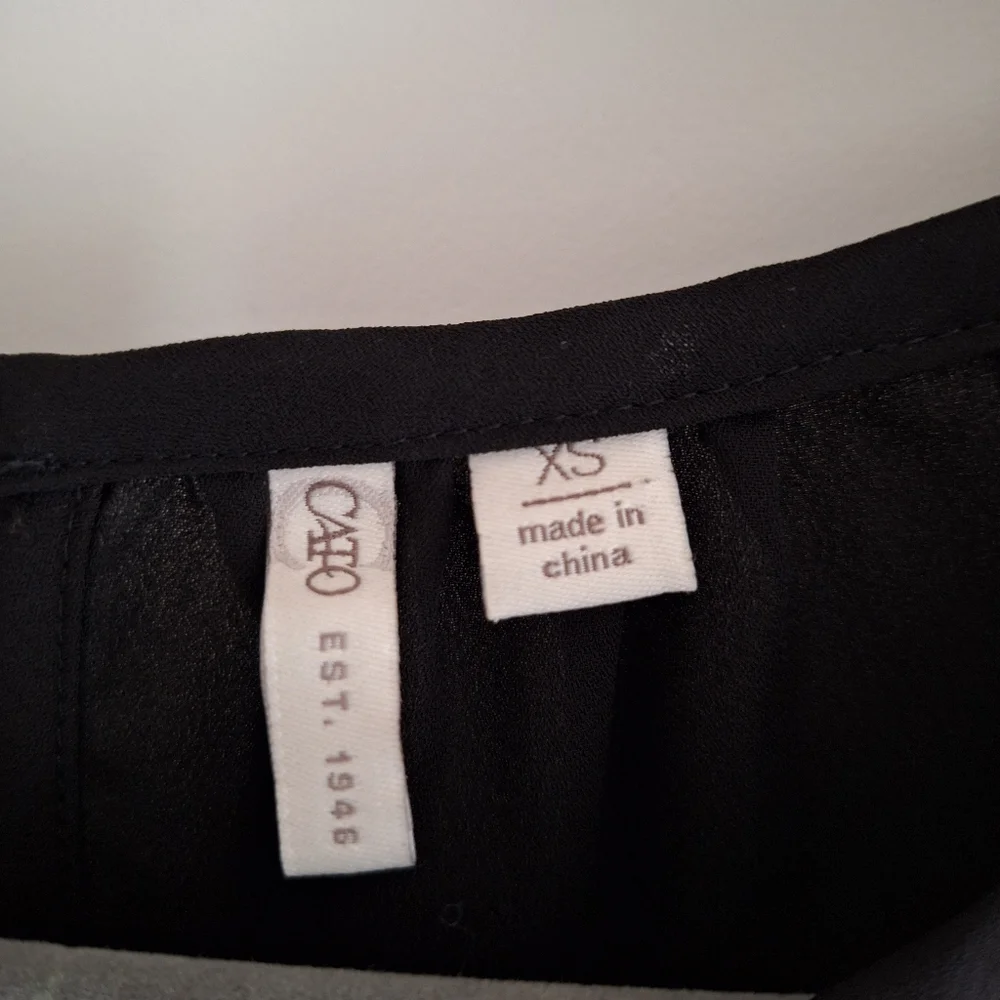 CATO
EST. 1946
XS
made in
china